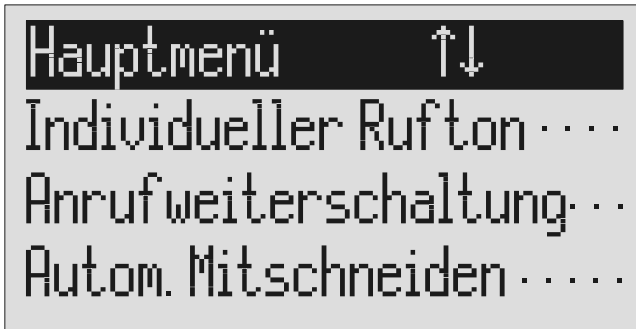 Hauptmenü ↑↓
Individueller Rufton ····
Anrufweiterschaltung···
Autom. Mitschneiden ·····